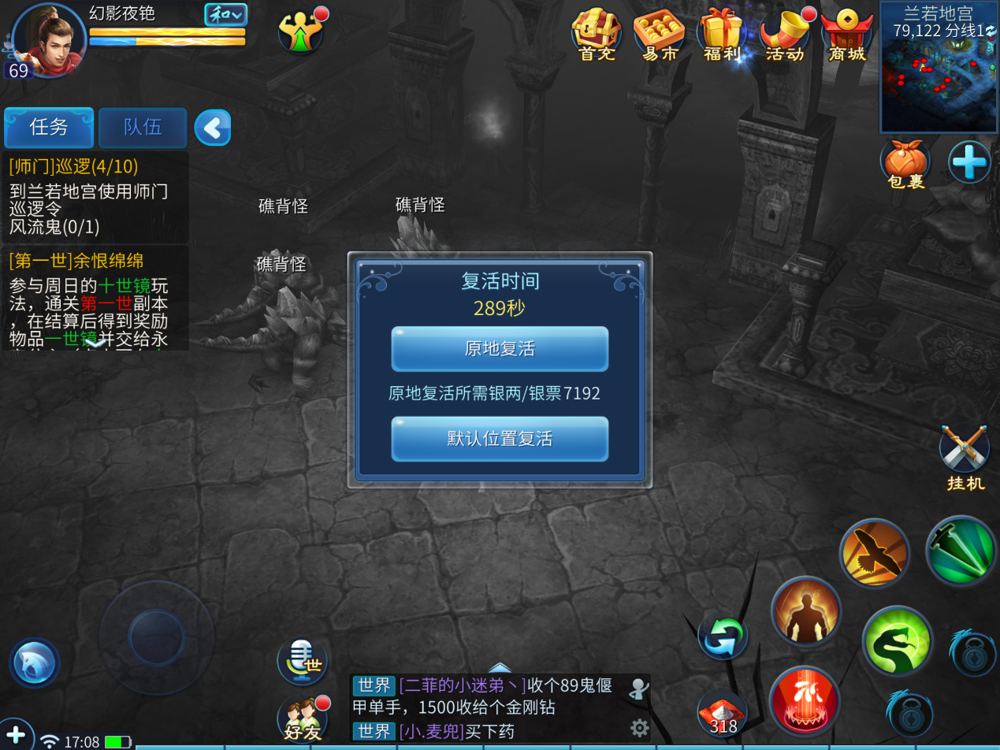 幻影夜铯
和
69
首充
易市
福利
活动
商城
兰若地宫
79,122 分线1
任务
队伍
包裹
[师门]巡逻(4/10)
到兰若地宫使用师门
巡逻令
风流鬼(0/1)
[第一世]余恨绵绵
参与周日的十世镜玩
法，通关第一世副本
，在结算后得到奖励
物品一世镜并交给永
礁背怪
礁背怪
礁背怪
复活时间
289秒
原地复活
原地复活所需银两/银票7192
默认位置复活
挂机
世
好友
世界 [二菲的小迷弟丶]收个89鬼偃
甲单手，1500收给个金刚钻
世界 [小.麦兜]买下药
318
17:08